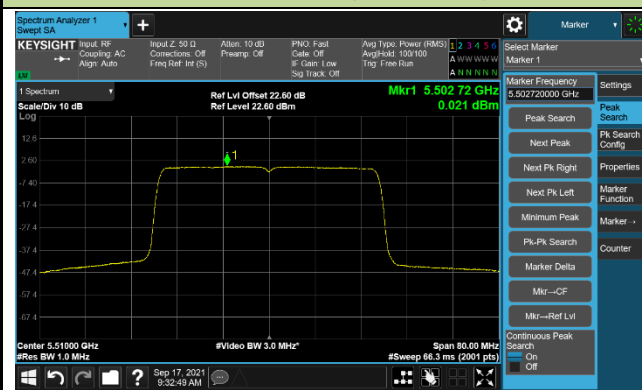 Spectrum Analyzer 1
Swept SA
Marker
KEYSIGHT
Input: RF
Coupling: AC
Align: Auto
Input Z: 50 Ω
Corrections: Off
Freq Ref: Int (S)
Atten: 10 dB
Preamp: Off
PNO: Fast
Gate: Off
IF Gain: Low
Sig Track: Off
Avg Type: Power (RMS)
Avg|Hold: 100/100
Trig: Free Run
1 2 3 4 5 6
A W W W W W
A N N N N N
Select Marker
Marker 1
1 Spectrum
Scale/Div 10 dB
Log
Ref Lvl Offset 22.60 dB
Ref Level 22.60 dBm
Mkr1 5.502 72 GHz
0.021 dBm
Marker Frequency
5.502720000 GHz
Settings
Peak Search
Peak
Search
Next Peak
Pk Search
Config
Next Pk Right
Properties
Next Pk Left
Marker
Function
Minimum Peak
Marker→
Pk-Pk Search
Counter
Marker Delta
Mkr→CF
Mkr→Ref Lvl
Continuous Peak
Search
On
Off
12.6
2.60
-7.40
-17.4
-27.4
-37.4
-47.4
-57.4
-67.4
1
Center 5.51000 GHz
#Res BW 1.0 MHz
#Video BW 3.0 MHz*
Span 80.00 MHz
#Sweep 66.3 ms (2001 pts)
?
Sep 17, 2021
9:32:49 AM